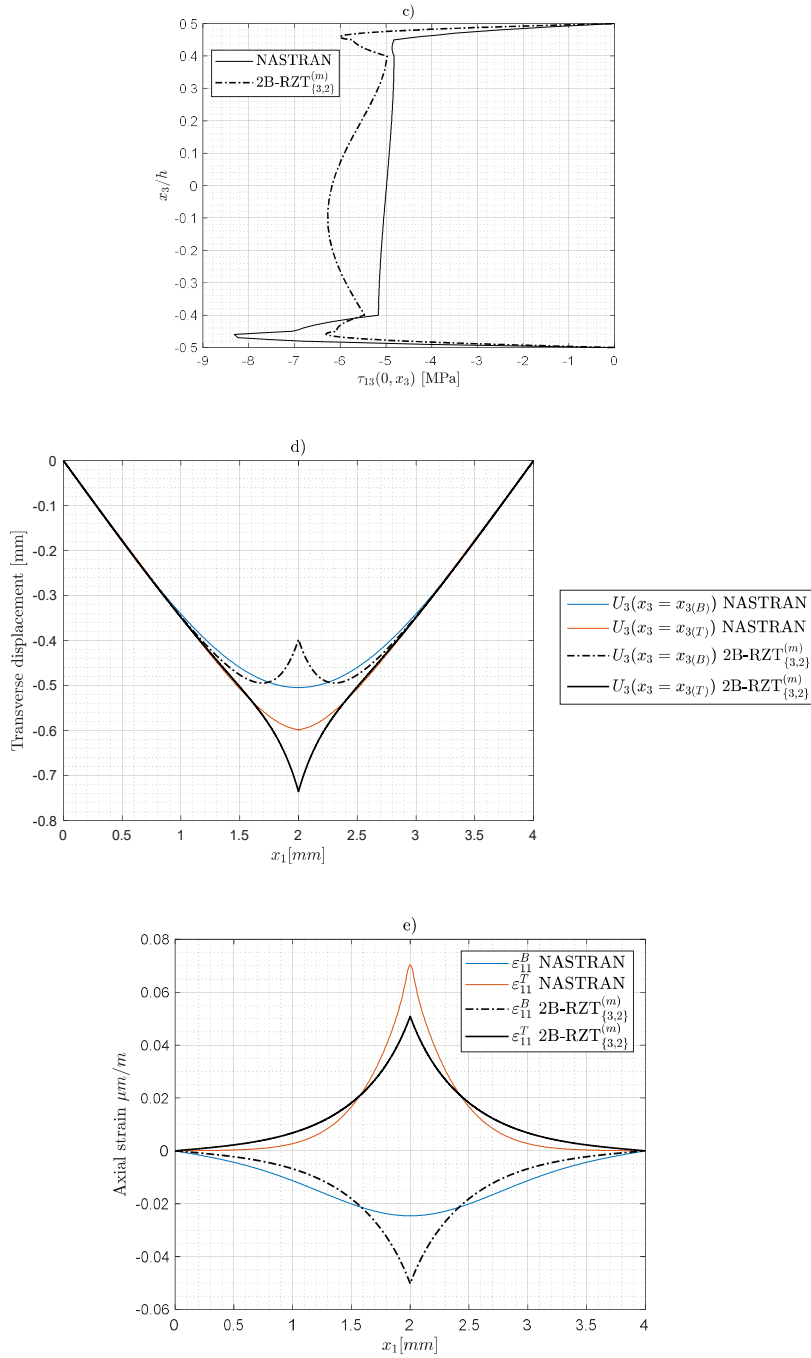 c)
0.5
0.4
0.3
0.2
0.1
0
-0.1
-0.2
-0.3
-0.4
-0.5
x₃/h
NASTRAN
2B-RZT{3,2}(m)
-9 -8 -7 -6 -5 -4 -3 -2 -1 0
τ₁₃(0, x₃) [MPa]
d)
0
-0.1
-0.2
-0.3
-0.4
-0.5
-0.6
-0.7
-0.8
Transverse displacement [mm]
0 0.5 1 1.5 2 2.5 3 3.5 4
x₁[mm]
U₃(x₃ = x₃(B)) NASTRAN
U₃(x₃ = x₃(T)) NASTRAN
U₃(x₃ = x₃(B)) 2B-RZT{3,2}(m)
U₃(x₃ = x₃(T)) 2B-RZT{3,2}(m)
e)
0.08
0.06
0.04
0.02
0
-0.02
-0.04
-0.06
Axial strain μm/m
ε₁₁ᴮ NASTRAN
ε₁₁ᵀ NASTRAN
ε₁₁ᴮ 2B-RZT{3,2}(m)
ε₁₁ᵀ 2B-RZT{3,2}(m)
0 0.5 1 1.5 2 2.5 3 3.5 4
x₁[mm]